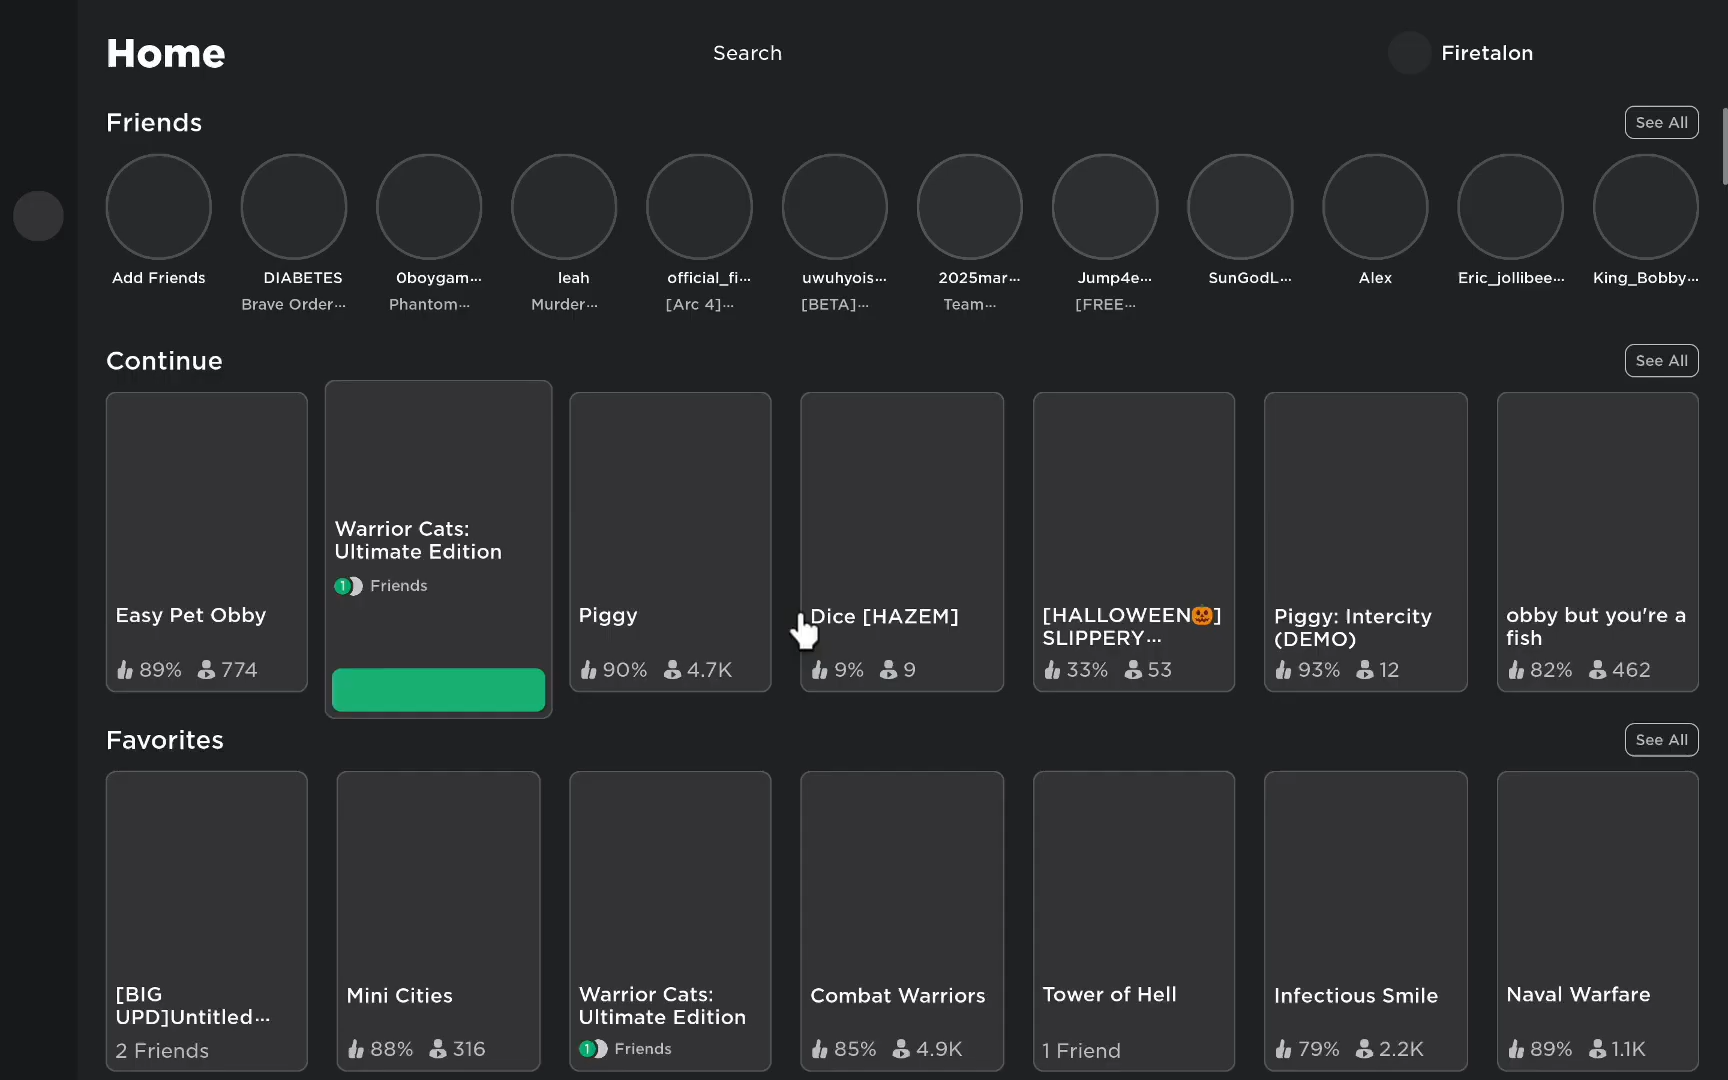 Home
Search
Firetalon
Friends
See All
Add Friends
DIABETES
0boygam...
leah
official_fi...
uwuhyois...
2025mar...
Jump4e...
SunGodL...
Alex
Eric_jollibee...
King_Bobby...
Brave Order...
Phantom...
Murder...
[Arc 4]...
[BETA]...
Team...
[FREE...
Continue
See All
Easy Pet Obby
89% 774
Warrior Cats:
Ultimate Edition
1 Friends
Piggy
90% 4.7K
Dice [HAZEM]
9% 9
[HALLOWEEN🎃]
SLIPPERY...
33% 53
Piggy: Intercity
(DEMO)
93% 12
obby but you're a
fish
82% 462
Favorites
See All
[BIG
UPD]Untitled...
2 Friends
Mini Cities
88% 316
Warrior Cats:
Ultimate Edition
1 Friends
Combat Warriors
85% 4.9K
Tower of Hell
1 Friend
Infectious Smile
79% 2.2K
Naval Warfare
89% 1.1K